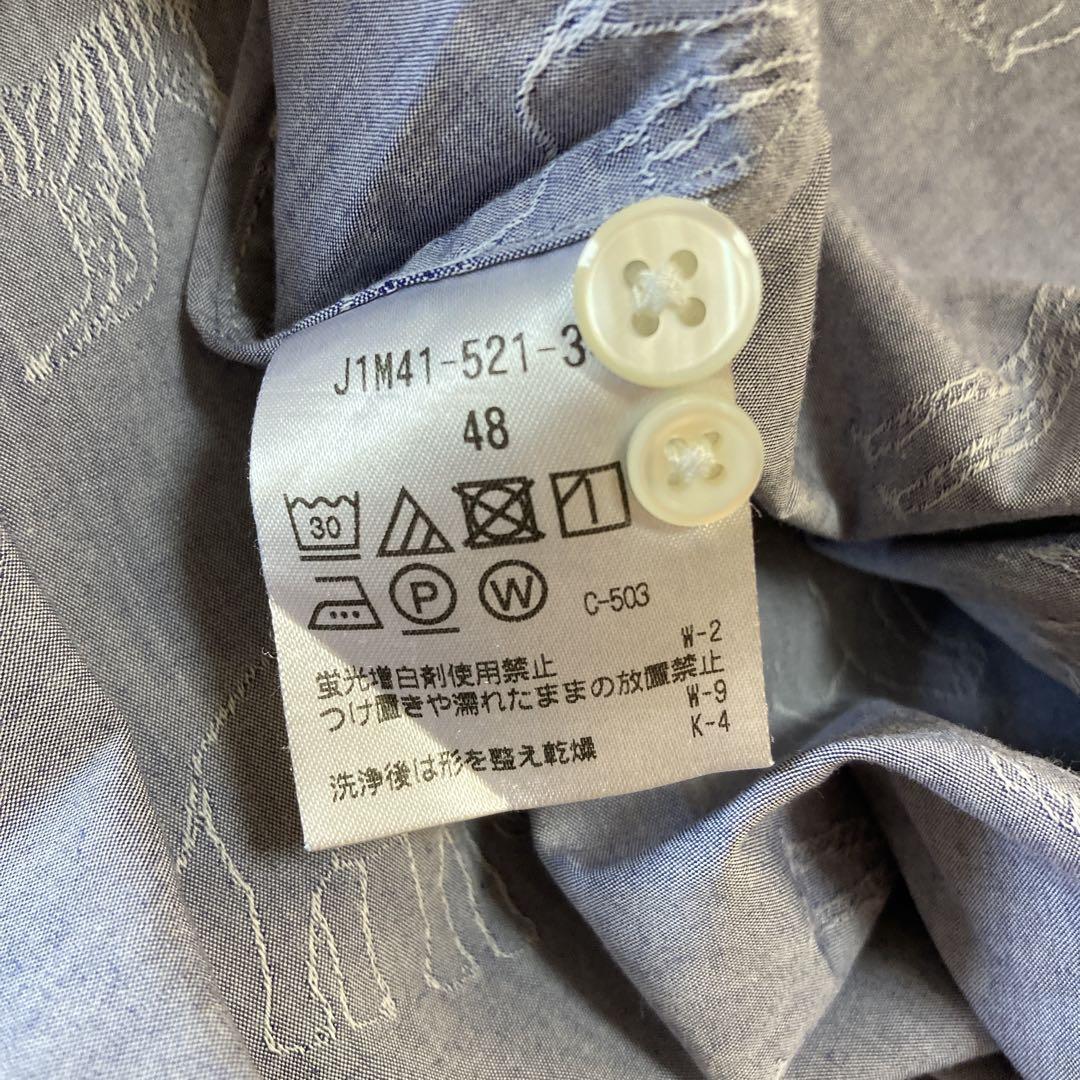 J1M41-521-3
48
30
P W C-503
W-2
蛍光増白剤使用禁止
つけ置きや濡れたままの放置禁止
W-9
K-4
洗浄後は形を整え乾燥